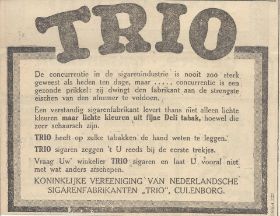 TRIO
De concurrentie in de sigarenindustrie is nooit zoo sterk
geweest als heden ten dage, maar ..... concurrentie is een
gezonde prikkel: zij dwingt den fabrikant aan de strengste
eischen van den afnemer te voldoen.
Een verstandig sigarenfabrikant levert thans niet alleen lichte
kleuren maar lichte kleuren uit fijne Deli tabak, hoewel die
zeer schaarsch zijn.
TRIO heeft op zulke tabakken de hand weten te leggen.
TRIO sigaren zeggen 't U reeds bij de eerste trekjes.
Vraag Uw winkelier TRIO sigaren en laat U vooral niet
met wat anders afschepen.
KONINKLIJKE VEREENIGING VAN NEDERLANDSCHE
SIGARENFABRIKANTEN „TRIO", CULENBORG.